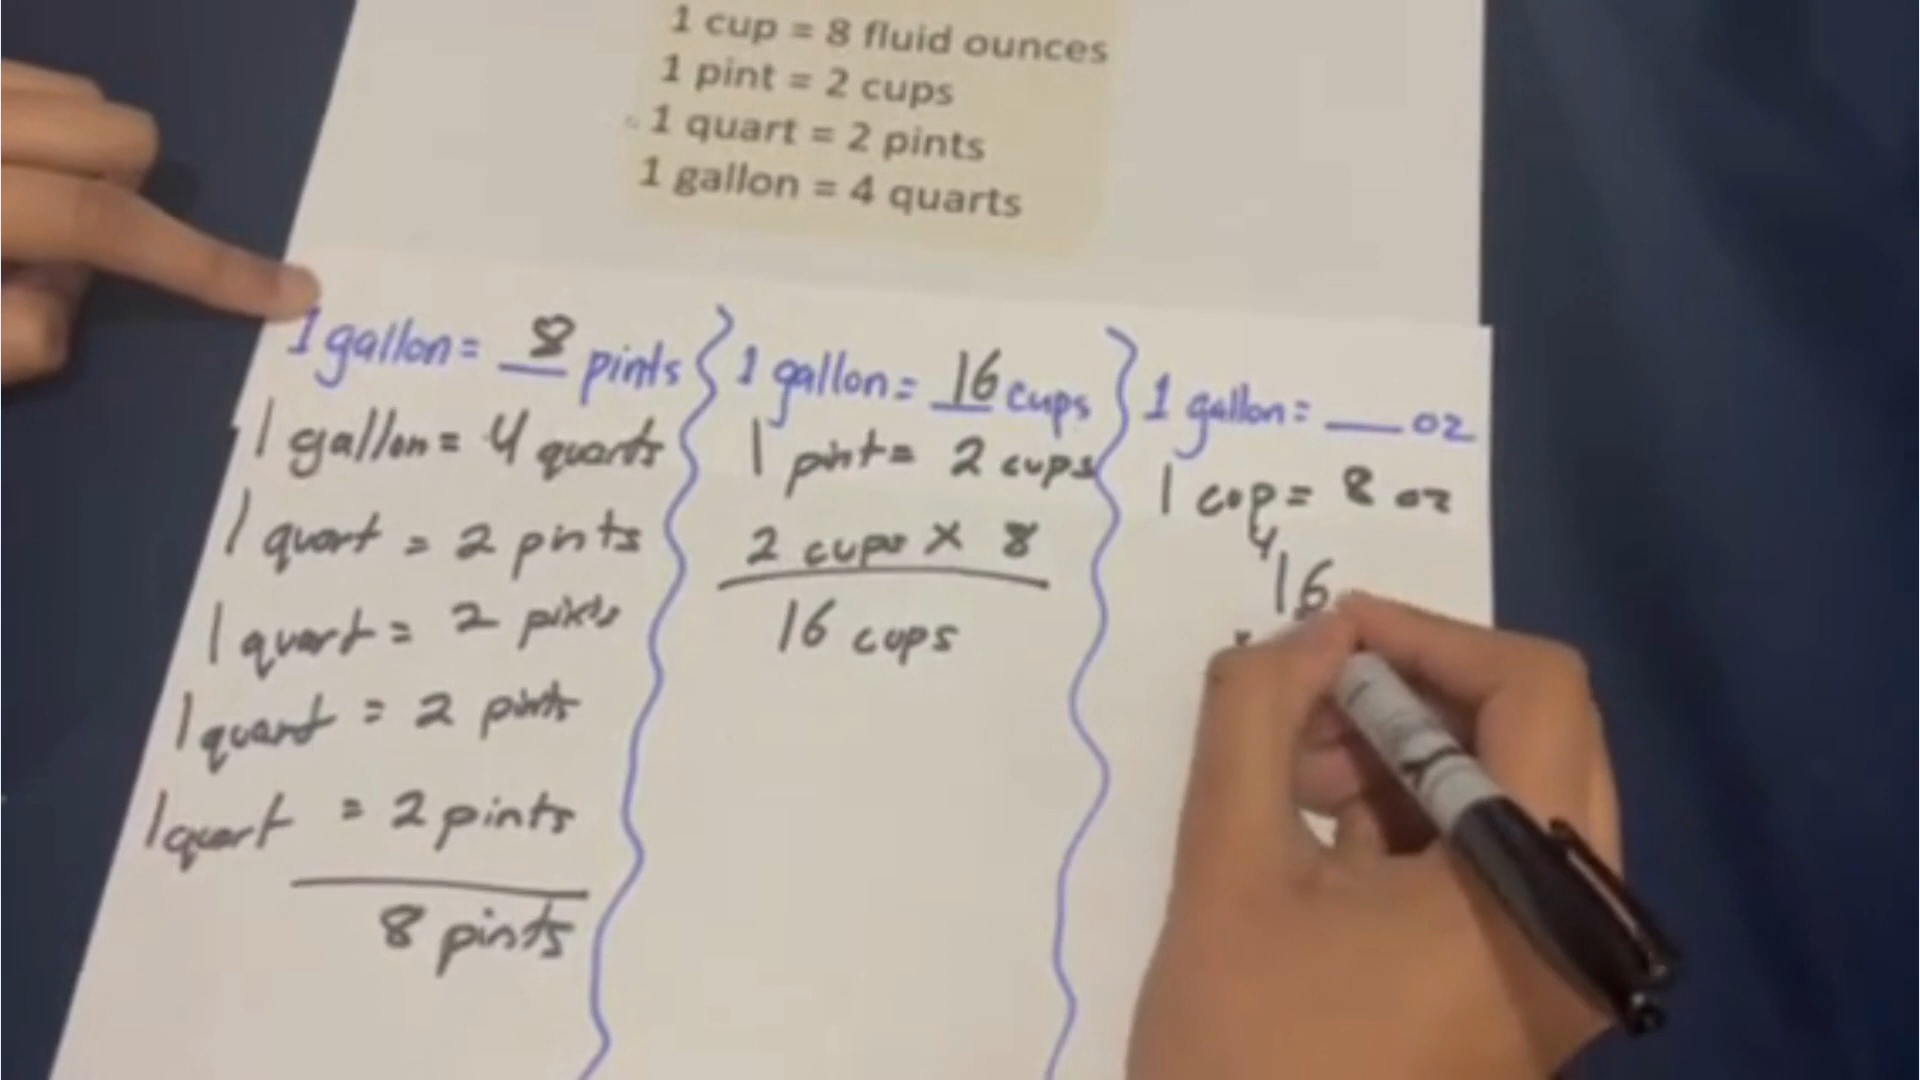 1 cup = 8 fluid ounces
1 pint = 2 cups
1 quart = 2 pints
1 gallon = 4 quarts
1 gallon = 8 pints
1 gallon = 4 quarts
1 quart = 2 pints
1 quart = 2 pints
1 quart = 2 pints
1 quart = 2 pints
8 pints
1 gallon = 16 cups
1 pint = 2 cups
2 cups x 8
16 cups
1 gallon = __ oz
1 cup = 8 oz
4
16